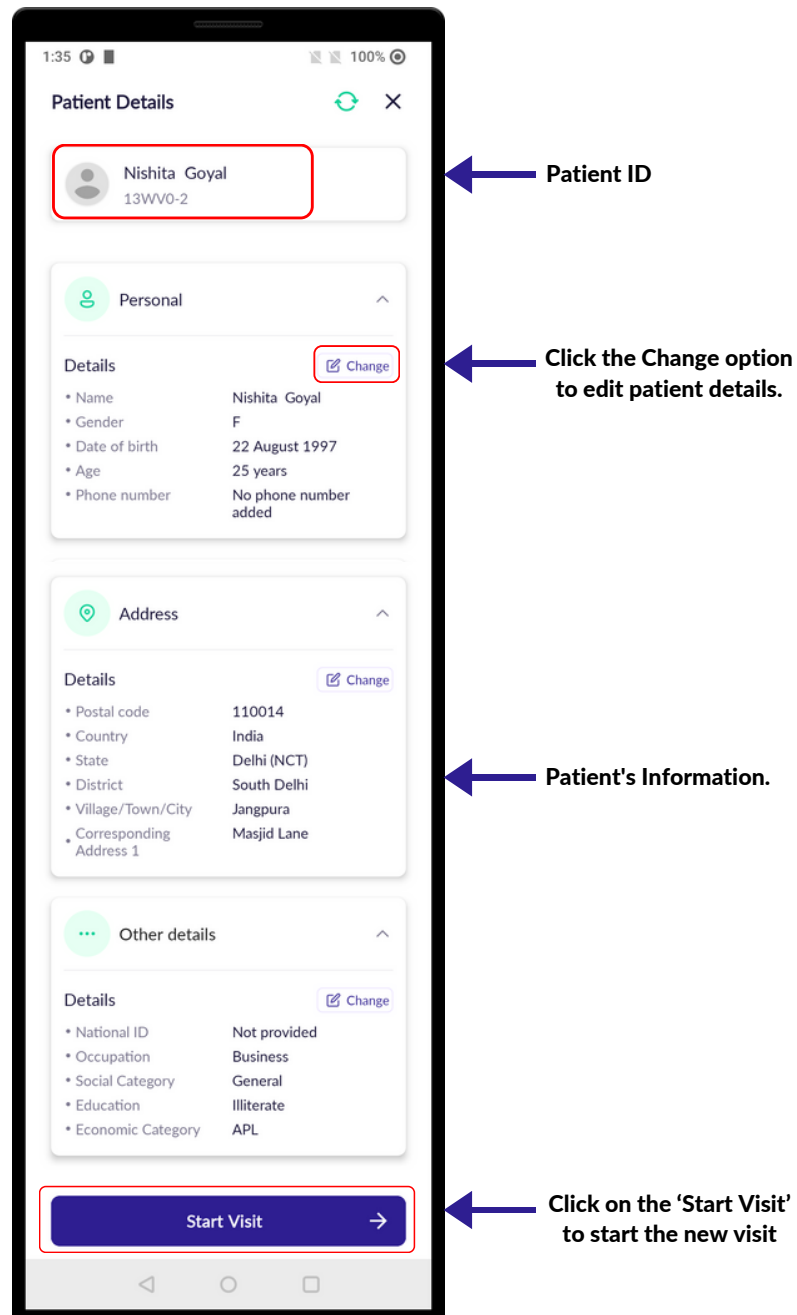 1:35
100%
Patient Details
Nishita Goyal
13WV0-2
Patient ID
Personal
Details
Change
• Name Nishita Goyal
• Gender F
• Date of birth 22 August 1997
• Age 25 years
• Phone number No phone number
added
Click the Change option
to edit patient details.
Address
Details
Change
• Postal code 110014
• Country India
• State Delhi (NCT)
• District South Delhi
• Village/Town/City Jangpura
• Corresponding Masjid Lane
Address 1
Patient's Information.
Other details
Details
Change
• National ID Not provided
• Occupation Business
• Social Category General
• Education Illiterate
• Economic Category APL
Start Visit
Click on the ‘Start Visit’
to start the new visit